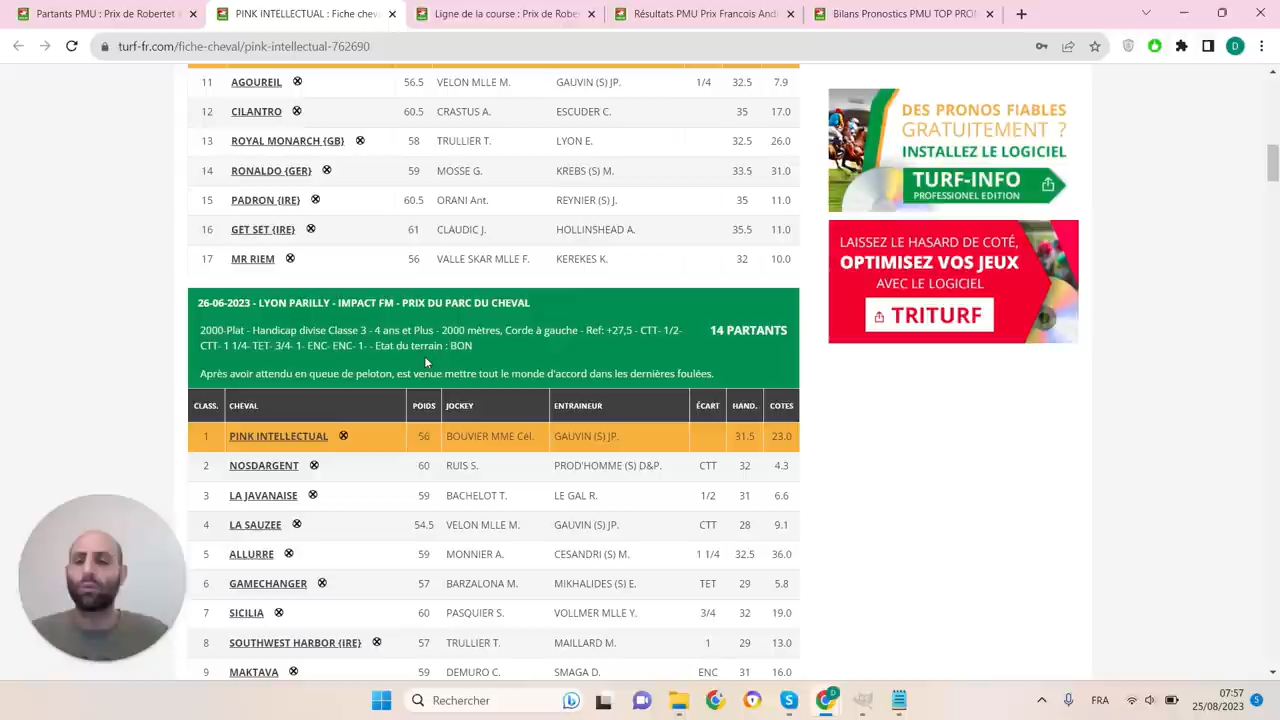 Partants PMU : Prix de Robertet
PINK INTELLECTUAL : Fiche chev
Lecture de la course : Prix de Rober
Résultats PMU Prix François And
Bilans Pronostics PMU TOP PRO
turf-fr.com/fiche-cheval/pink-intellectual-762690
D
11 AGOUREIL 56.5 VELON MLLE M. GAUVIN (S) JP. 1/4 32.5 7.9
12 CILANTRO 60.5 CRASTUS A. ESCUDER C. 35 17.0
13 ROYAL MONARCH {GB} 58 TRULLIER T. LYON E. 32.5 26.0
14 RONALDO {GER} 59 MOSSE G. KREBS (S) M. 33.5 31.0
15 PADRON {IRE} 60.5 ORANI Ant. REYNIER (S) J. 35 11.0
16 GET SET {IRE} 61 CLAUDIC J. HOLLINSHEAD A. 35.5 11.0
17 MR RIEM 56 VALLE SKAR MLLE F. KEREKES K. 32 10.0
26-06-2023 - LYON PARILLY - IMPACT FM - PRIX DU PARC DU CHEVAL
2000-Plat - Handicap divise Classe 3 - 4 ans et Plus - 2000 mètres, Corde à gauche - Ref: +27,5 - CTT- 1/2-
CTT- 1 1/4- TET- 3/4- 1- ENC- ENC- 1- - Etat du terrain : BON
14 PARTANTS
Après avoir attendu en queue de peloton, est venue mettre tout le monde d'accord dans les dernières foulées.
CLASS. CHEVAL POIDS JOCKEY ENTRAINEUR ÉCART HAND. COTES
1 PINK INTELLECTUAL 56 BOUVIER MME Cél. GAUVIN (S) JP. 31.5 23.0
2 NOSDARGENT 60 RUIS S. PROD'HOMME (S) D&P. CTT 32 4.3
3 LA JAVANAISE 59 BACHELOT T. LE GAL R. 1/2 31 6.6
4 LA SAUZEE 54.5 VELON MLLE M. GAUVIN (S) JP. CTT 28 9.1
5 ALLURRE 59 MONNIER A. CESANDRI (S) M. 1 1/4 32.5 36.0
6 GAMECHANGER 57 BARZALONA M. MIKHALIDES (S) E. TET 29 5.8
7 SICILIA 60 PASQUIER S. VOLLMER MLLE Y. 3/4 32 19.0
8 SOUTHWEST HARBOR {IRE} 57 TRULLIER T. MAILLARD M. 1 29 13.0
9 MAKTAVA 59 DEMURO C. SMAGA D. ENC 31 16.0
DES PRONOS FIABLES
GRATUITEMENT ?
INSTALLEZ LE LOGICIEL
TURF-INFO
PROFESSIONEL EDITION
LAISSEZ LE HASARD DE COTÉ,
OPTIMISEZ VOS JEUX
AVEC LE LOGICIEL
TRITURF
Rechercher
FRA
07:57
25/08/2023
5